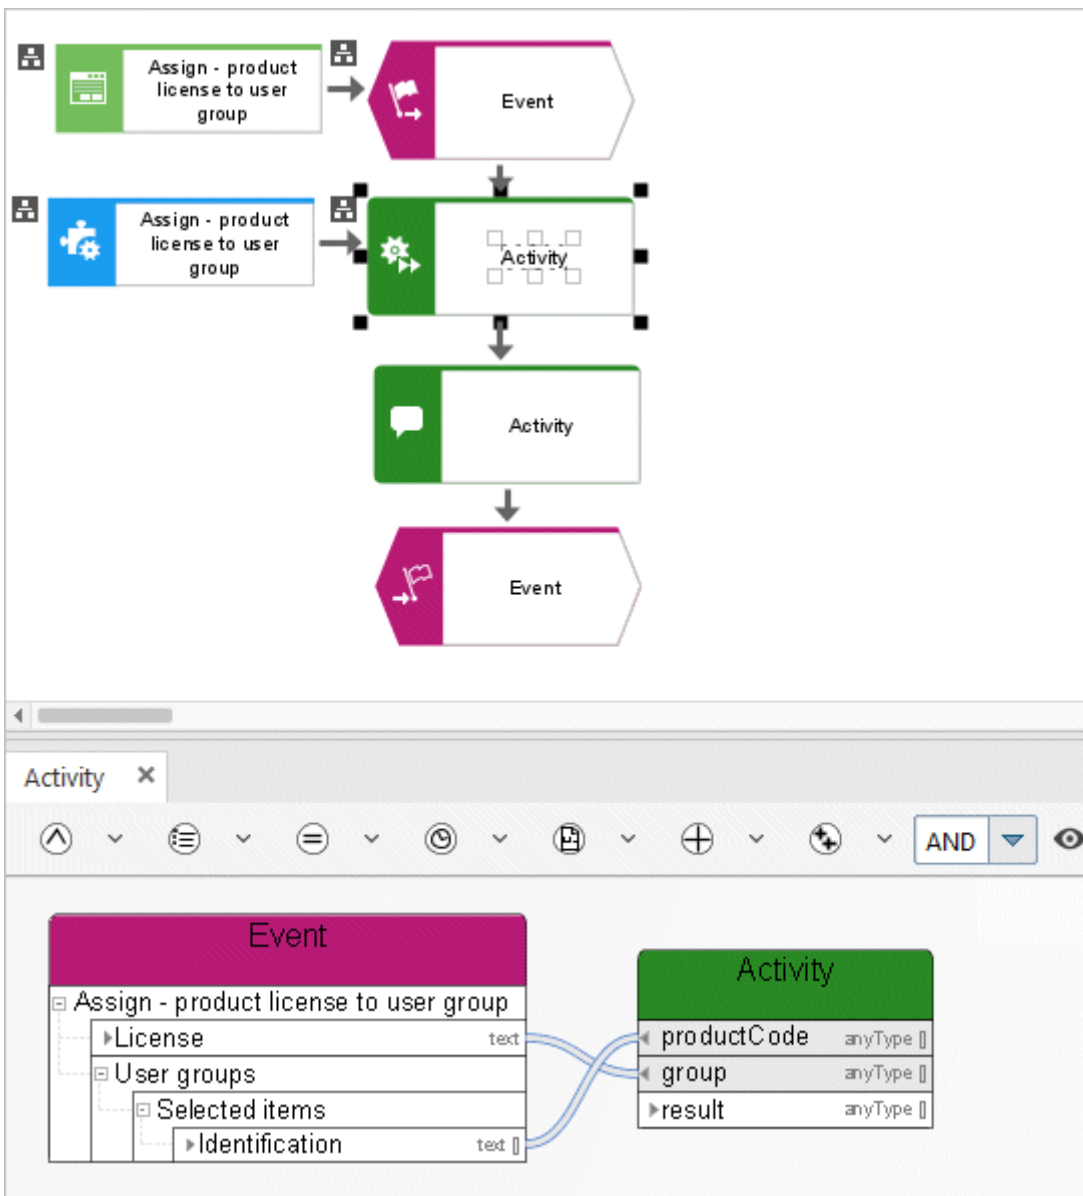 Assign - product
license to user
group
Event
Assign - product
license to user
group
Activity
Activity
Event
Activity
AND
Event
Assign - product license to user group
License text
User groups
Selected items
Identification text []
Activity
productCode anyType []
group anyType []
result anyType []